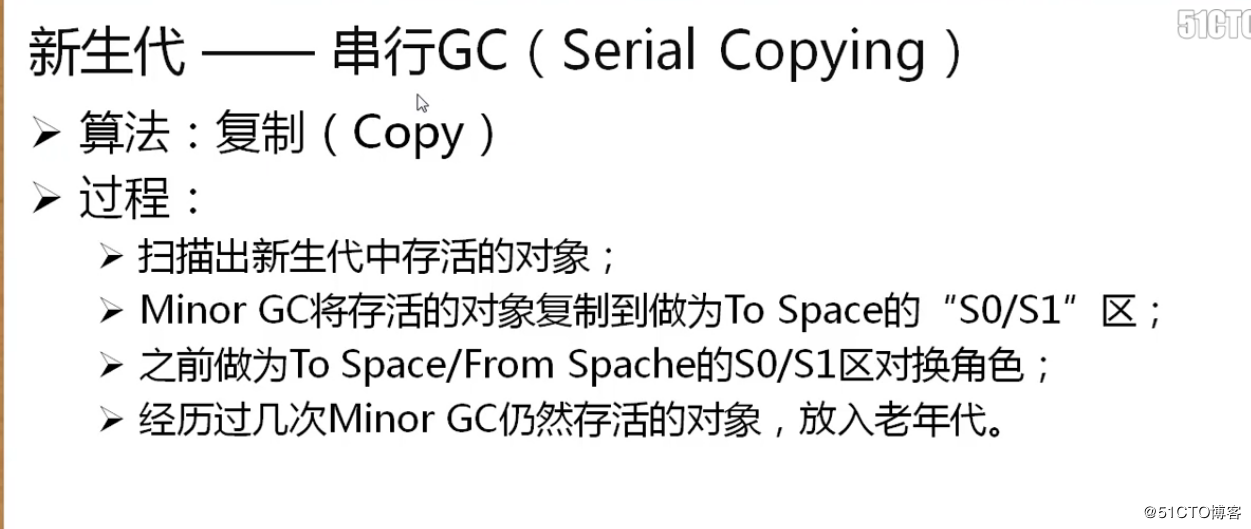 51CTO
新生代 —— 串行GC（Serial Copying）
算法：复制（Copy）
过程：
扫描出新生代中存活的对象；
Minor GC将存活的对象复制到做为To Space的“S0/S1”区；
之前做为To Space/From Spache的S0/S1区对换角色；
经历过几次Minor GC仍然存活的对象，放入老年代。
@51CTO博客